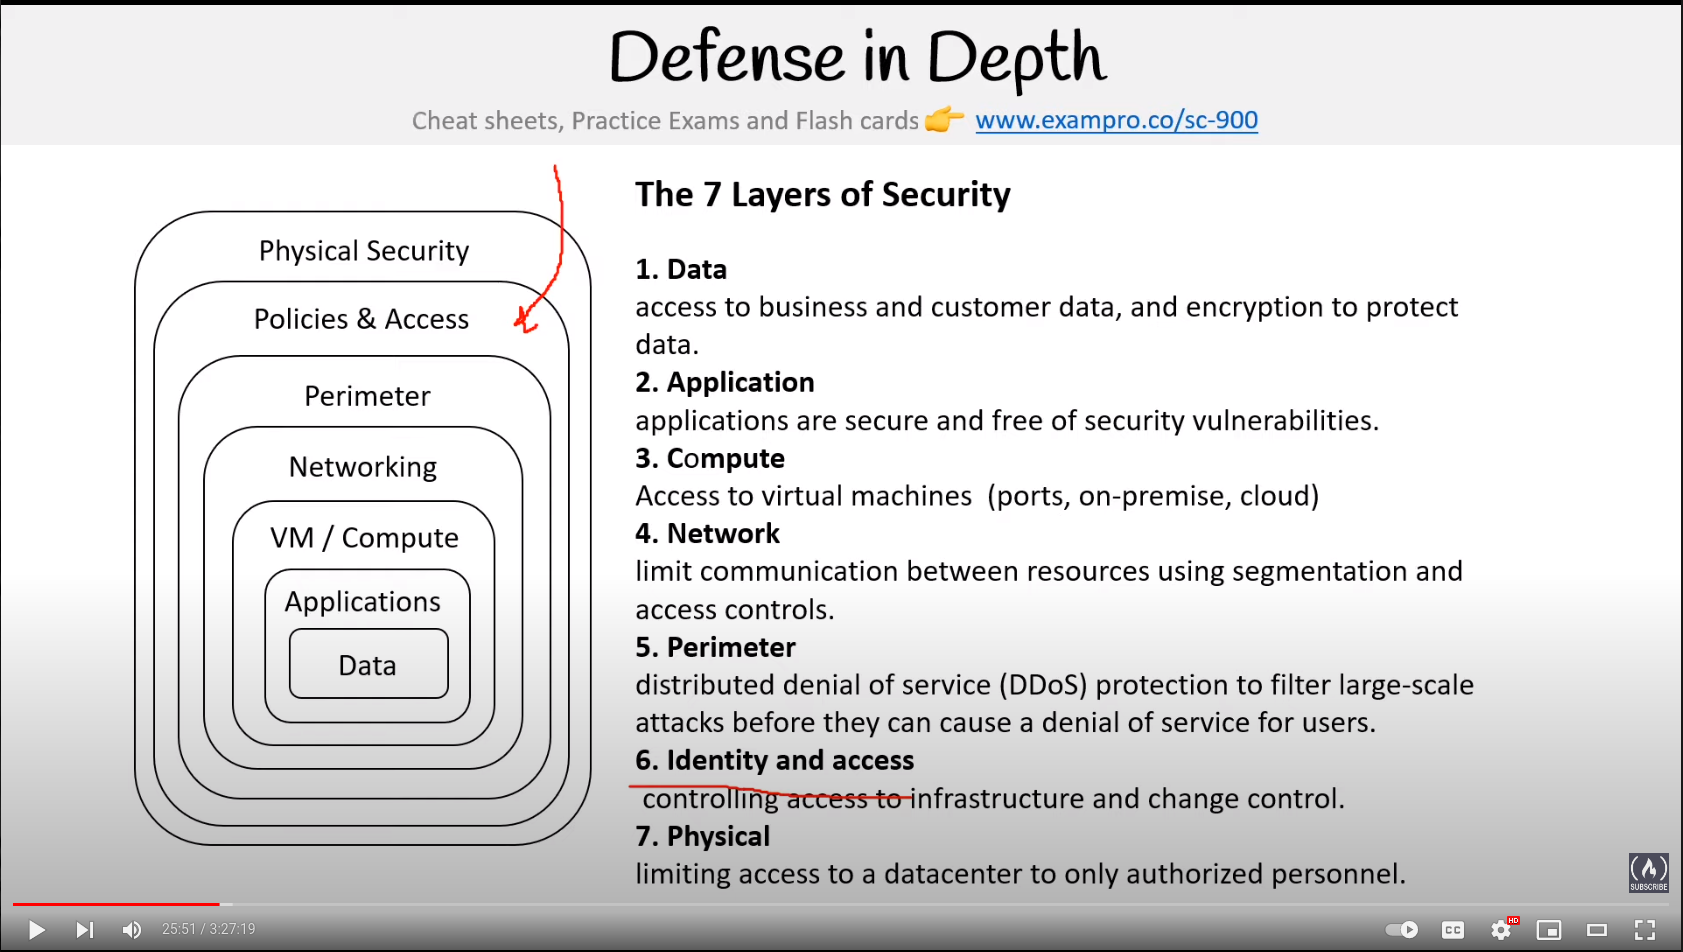 Defense in Depth
Cheat sheets, Practice Exams and Flash cards www.exampro.co/sc-900
Physical Security
Policies & Access
Perimeter
Networking
VM / Compute
Applications
Data
The 7 Layers of Security
1. Data
access to business and customer data, and encryption to protect
data.
2. Application
applications are secure and free of security vulnerabilities.
3. Compute
Access to virtual machines (ports, on-premise, cloud)
4. Network
limit communication between resources using segmentation and
access controls.
5. Perimeter
distributed denial of service (DDoS) protection to filter large-scale
attacks before they can cause a denial of service for users.
6. Identity and access
controlling access to infrastructure and change control.
7. Physical
limiting access to a datacenter to only authorized personnel.
SUBSCRIBE
25:51 / 3:27:19
CC
HD